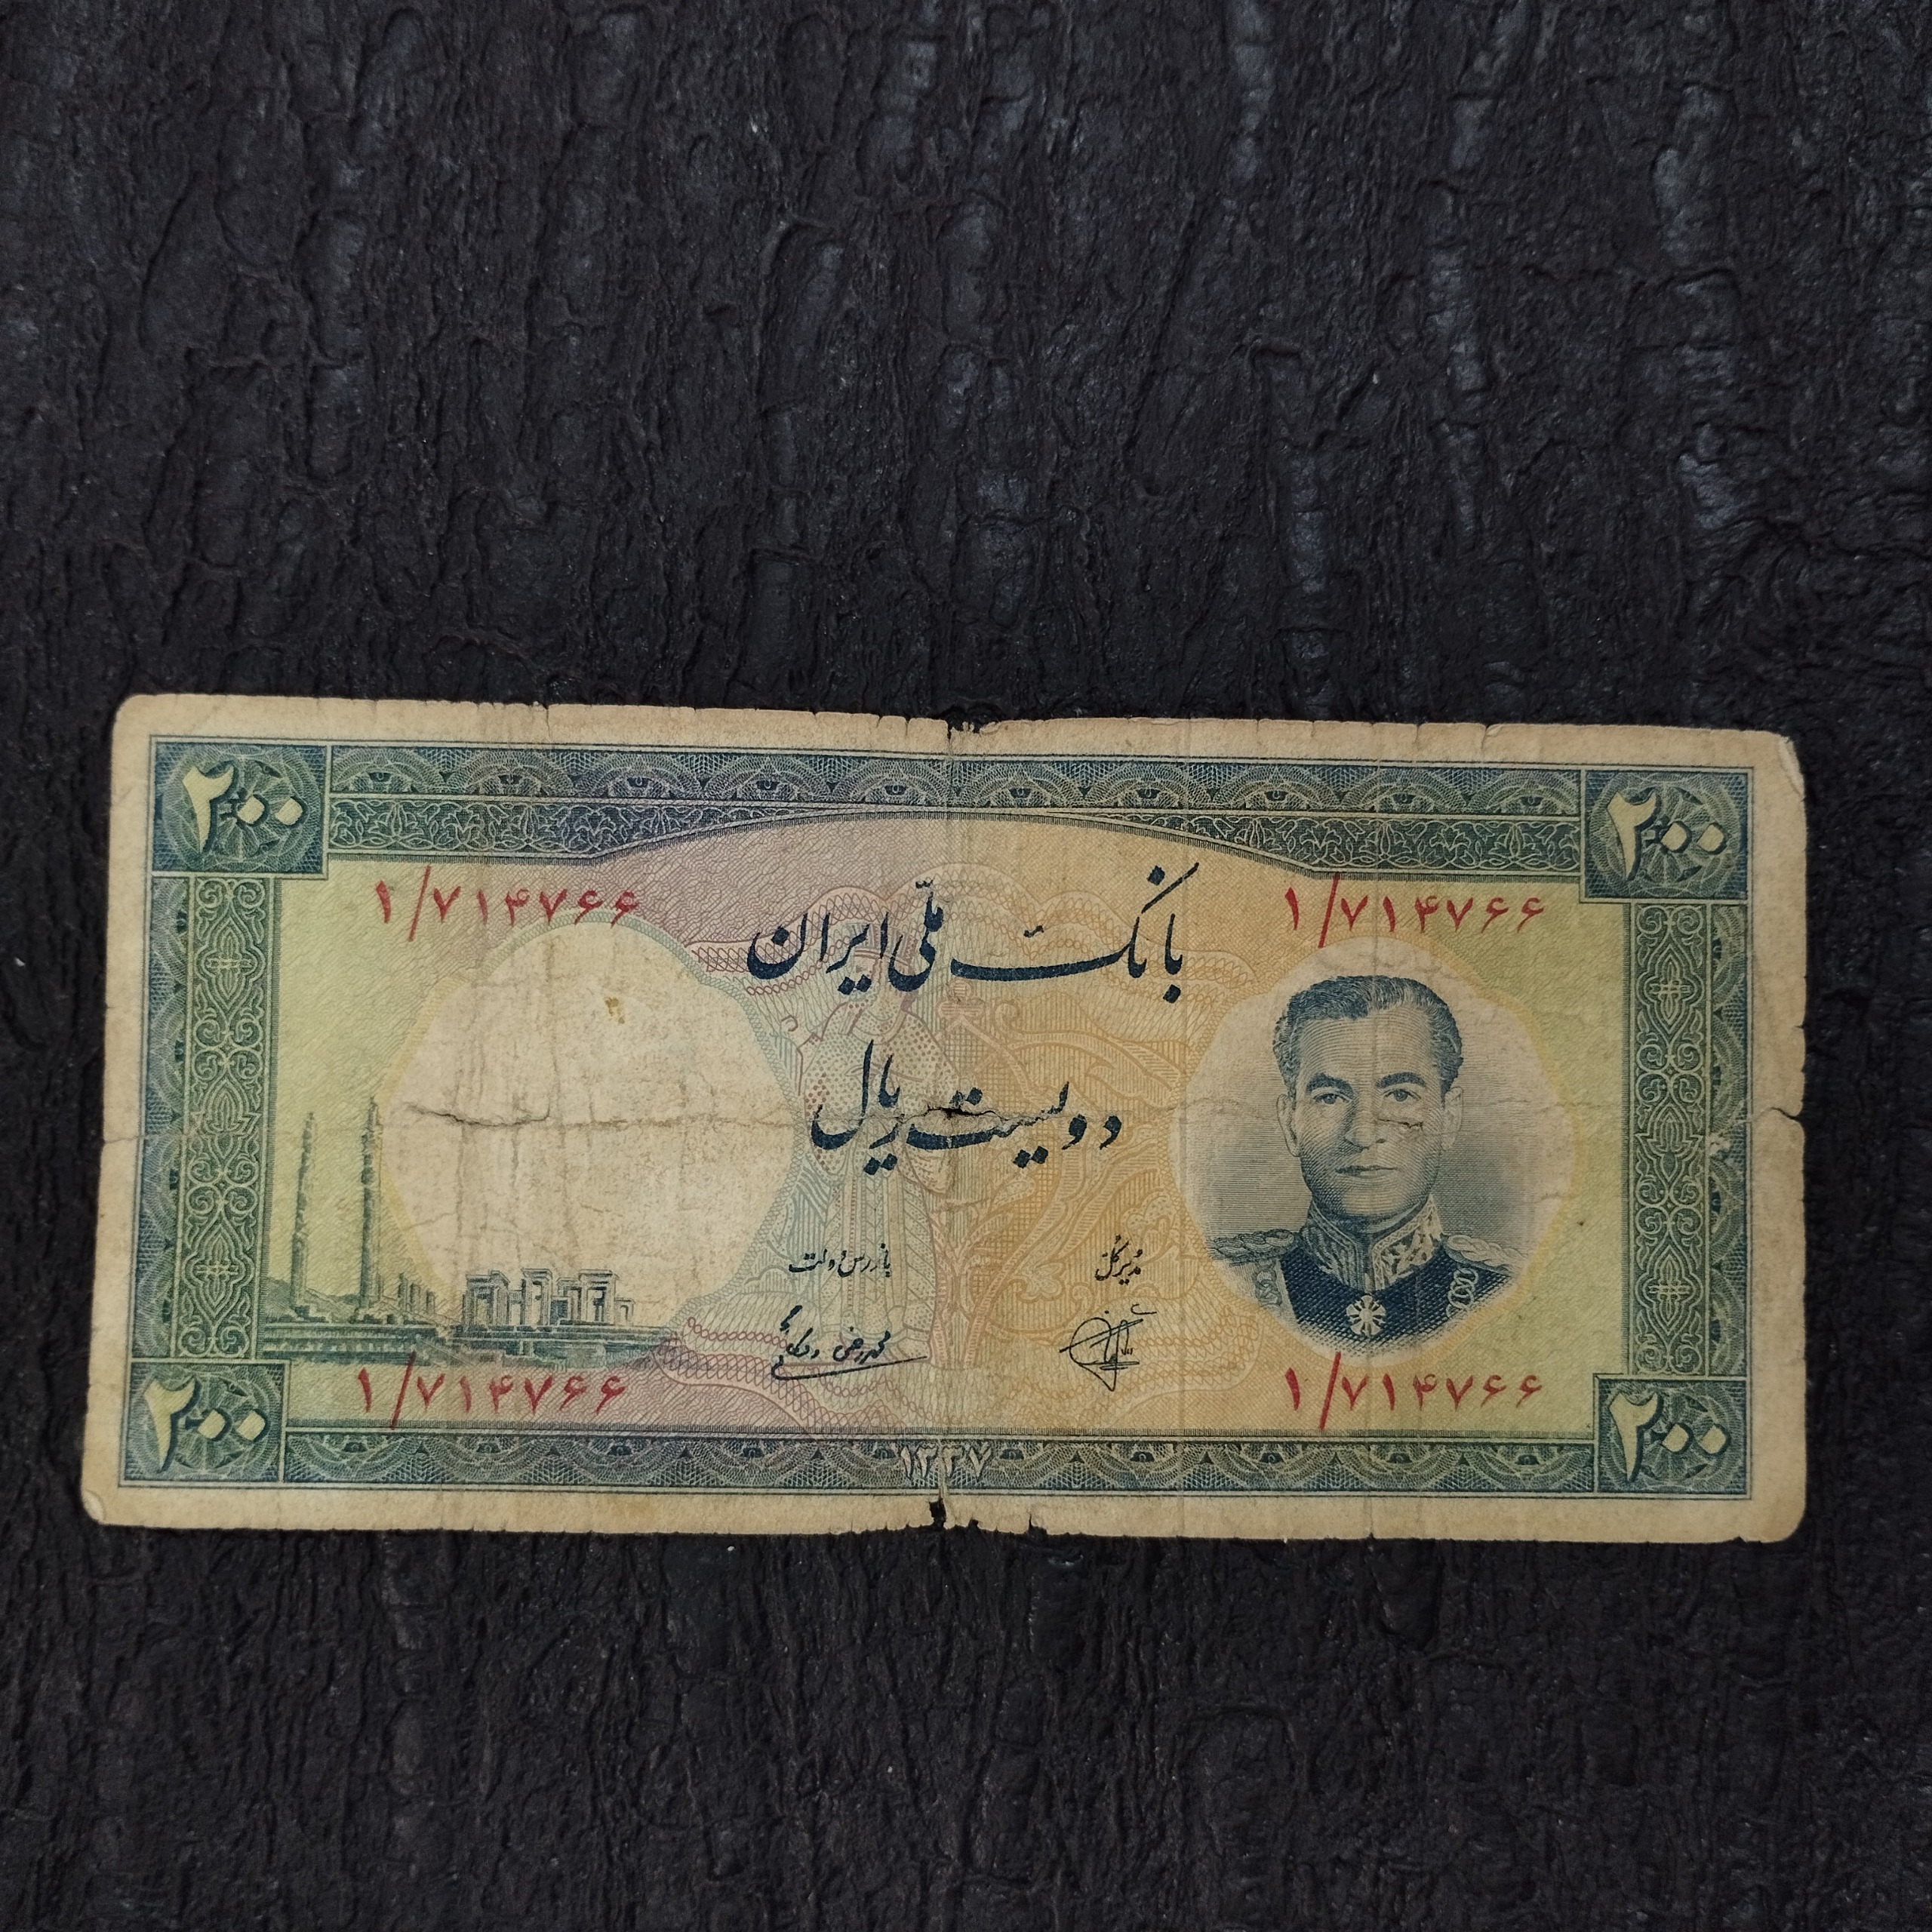 ۲۰۰
۲۰۰
۱/۷۱۴۷۶۶
۱/۷۱۴۷۶۶
بانک ملّی ایران
دویست ریال
مدیر کل
بازرس دولت
۱/۷۱۴۷۶۶
۱/۷۱۴۷۶۶
۲۰۰
۲۰۰
۱۳۳۷